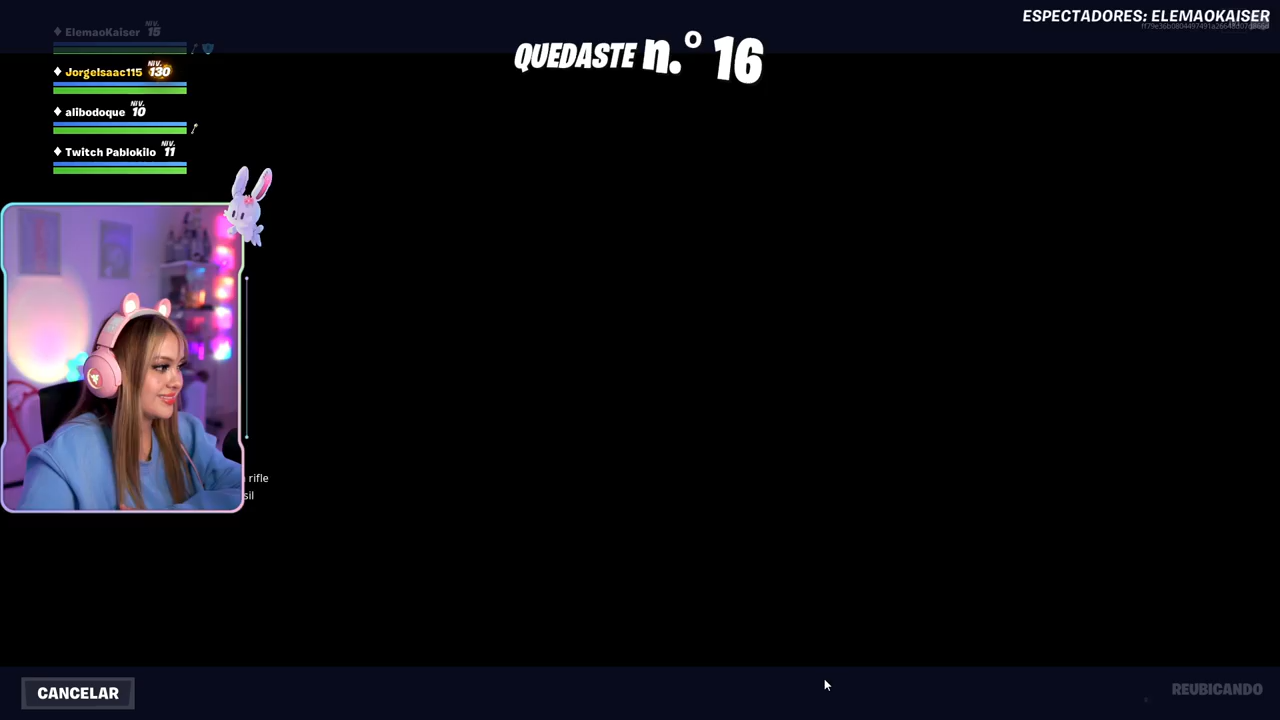 ElemaoKaiser NIV. 15
JorgeIsaac115 NIV. 130
alibodoque NIV. 10
Twitch Pablokilo NIV. 11
ESPECTADORES: ELEMAOKAISER
QUEDASTE n.° 16
rifle
sil
CANCELAR
REUBICANDO